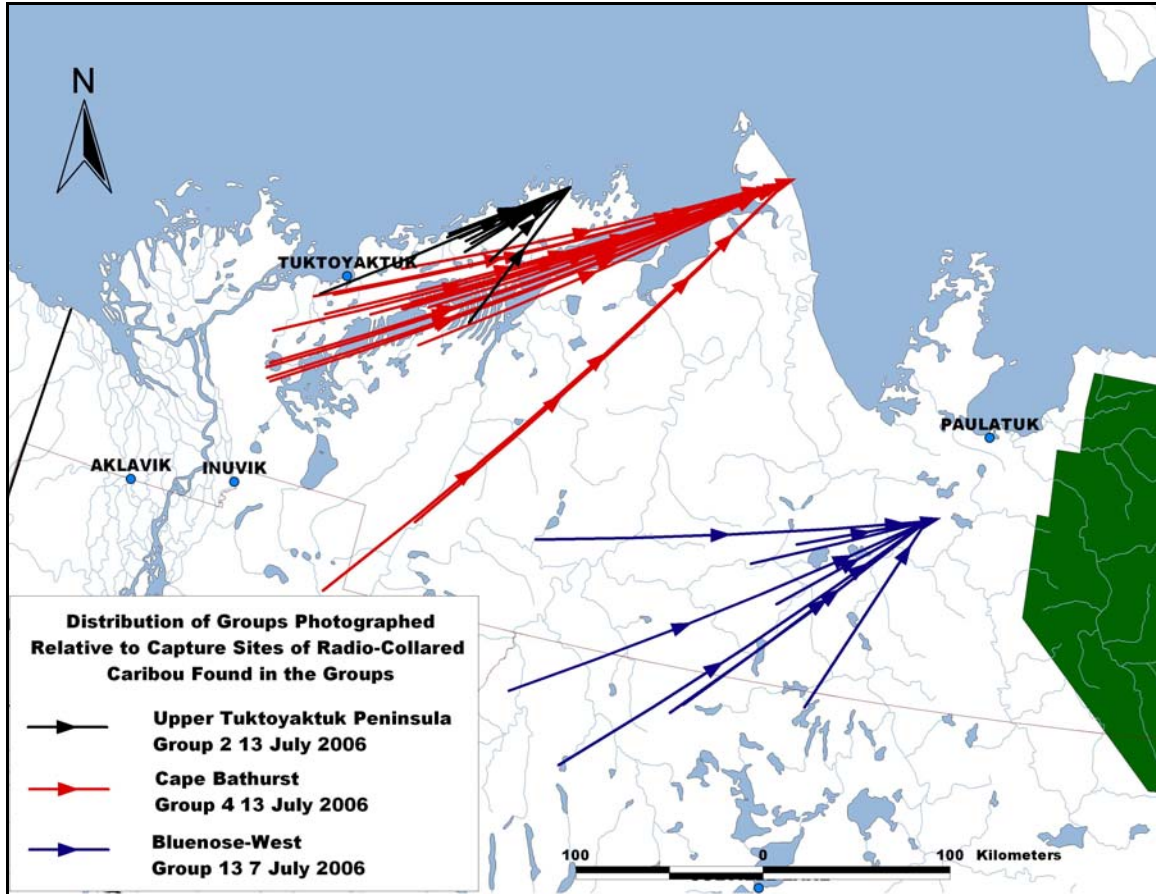 N
TUKTOYAKTUK
PAULATUK
AKLAVIK
INUVIK
Distribution of Groups Photographed
Relative to Capture Sites of Radio-Collared
Caribou Found in the Groups
Upper Tuktoyaktuk Peninsula
Group 2 13 July 2006
Cape Bathurst
Group 4 13 July 2006
Bluenose-West
Group 13 7 July 2006
100 0 100 Kilometers